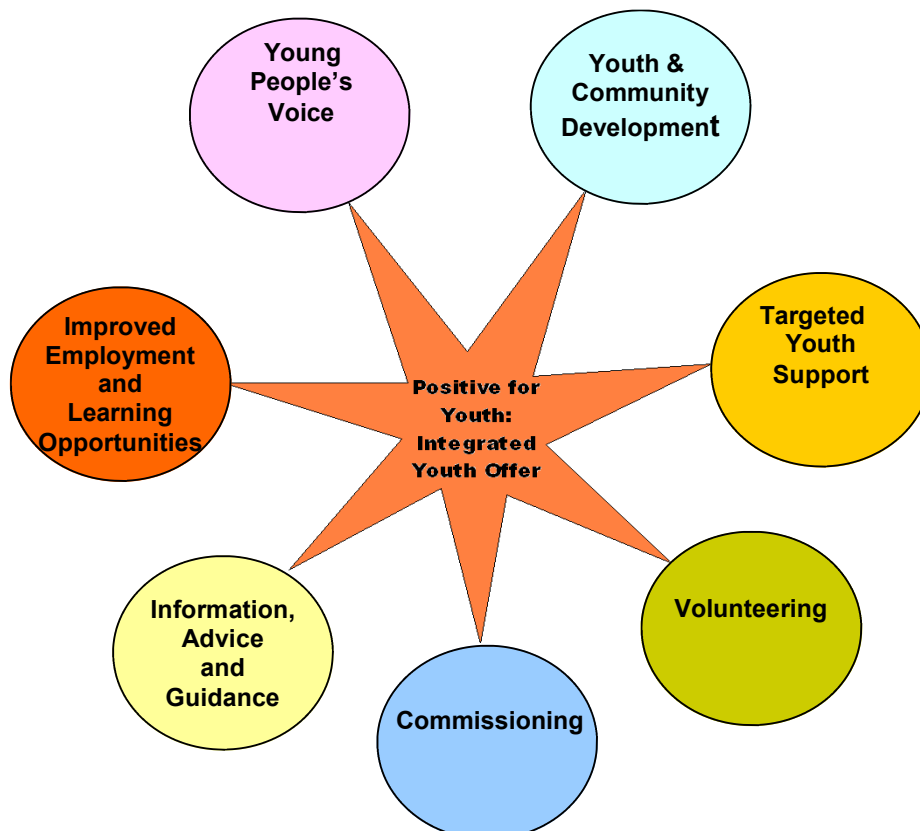 Young
People's
Voice
Youth &
Community
Development
Improved
Employment
and
Learning
Opportunities
Positive for
Youth:
Integrated
Youth Offer
Targeted
Youth
Support
Information,
Advice
and
Guidance
Commissioning
Volunteering